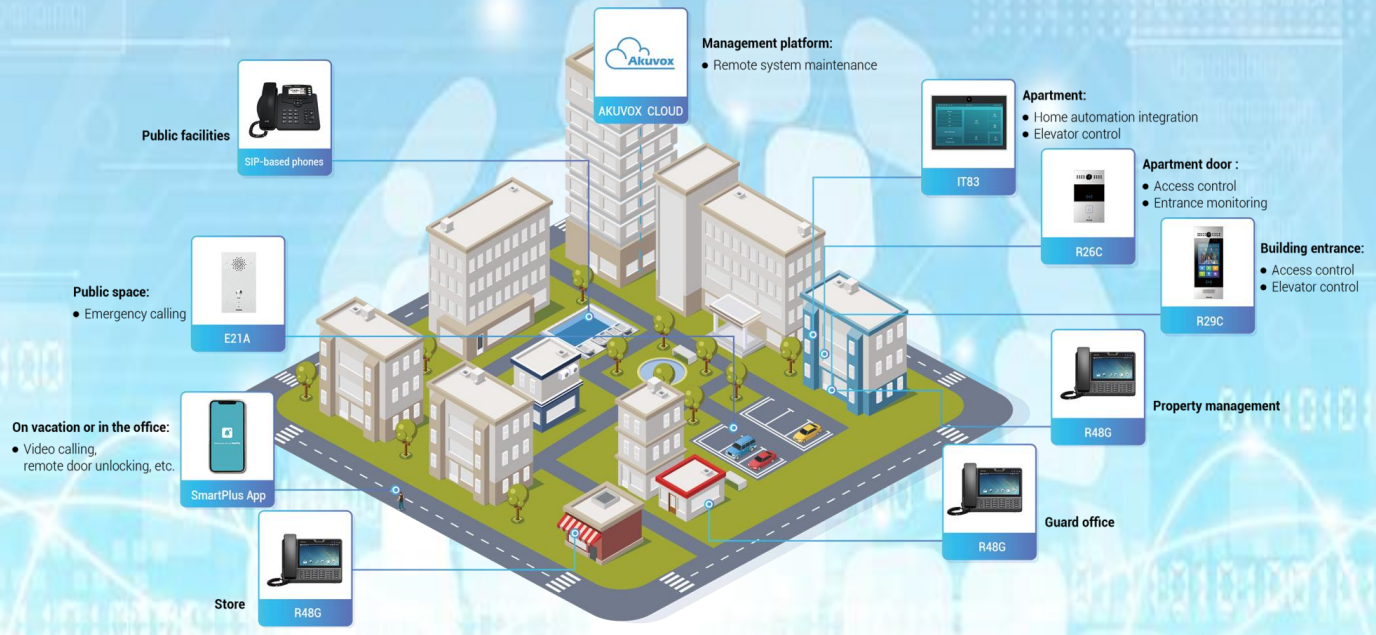 Akuvox
AKUVOX CLOUD
Management platform:
● Remote system maintenance
Public facilities
SIP-based phones
Apartment:
● Home automation integration
● Elevator control
IT83
Apartment door :
● Access control
● Entrance monitoring
R26C
Building entrance:
● Access control
● Elevator control
R29C
Public space:
● Emergency calling
E21A
Property management
R48G
On vacation or in the office:
● Video calling,
remote door unlocking, etc.
SmartPlus App
Guard office
R48G
Store
R48G